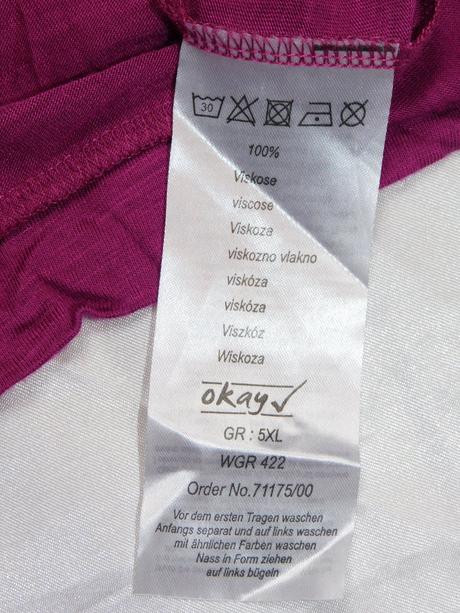 30
100%
Viskose
viscose
Viskoza
viskozno vlakno
viskóza
viskóza
Viszkóz
Wiskoza
okay
GR : 5XL
WGR 422
Order No.71175/00
Vor dem ersten Tragen waschen
Anfangs separat und auf links waschen
mit ähnlichen Farben waschen
Nass in Form ziehen
auf links bügeln